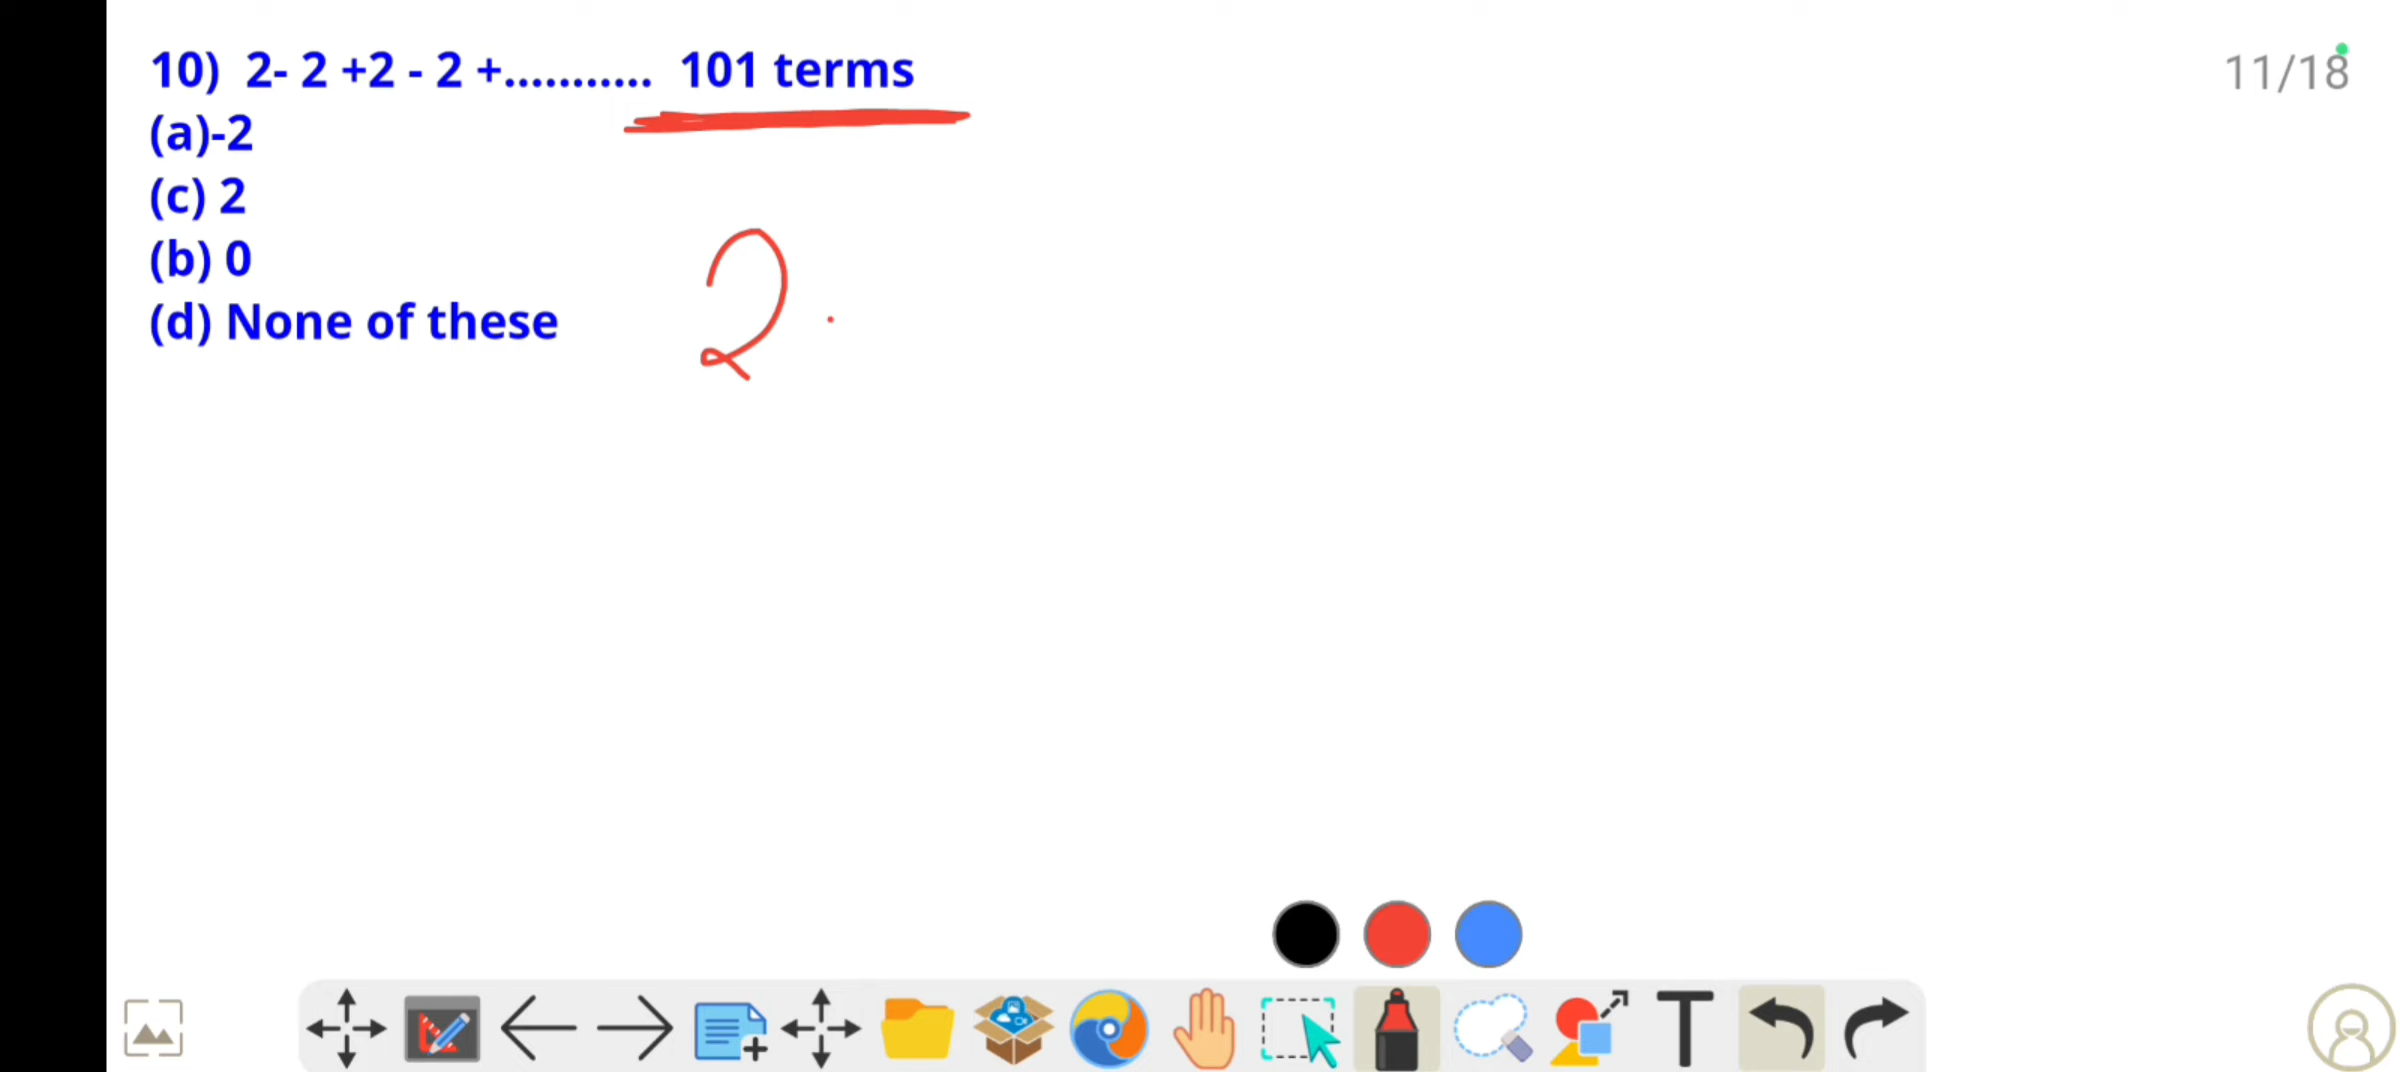 10) 2- 2 +2 - 2 +........... 101 terms
11/18
(a)-2
(c) 2
(b) 0
(d) None of these
2.